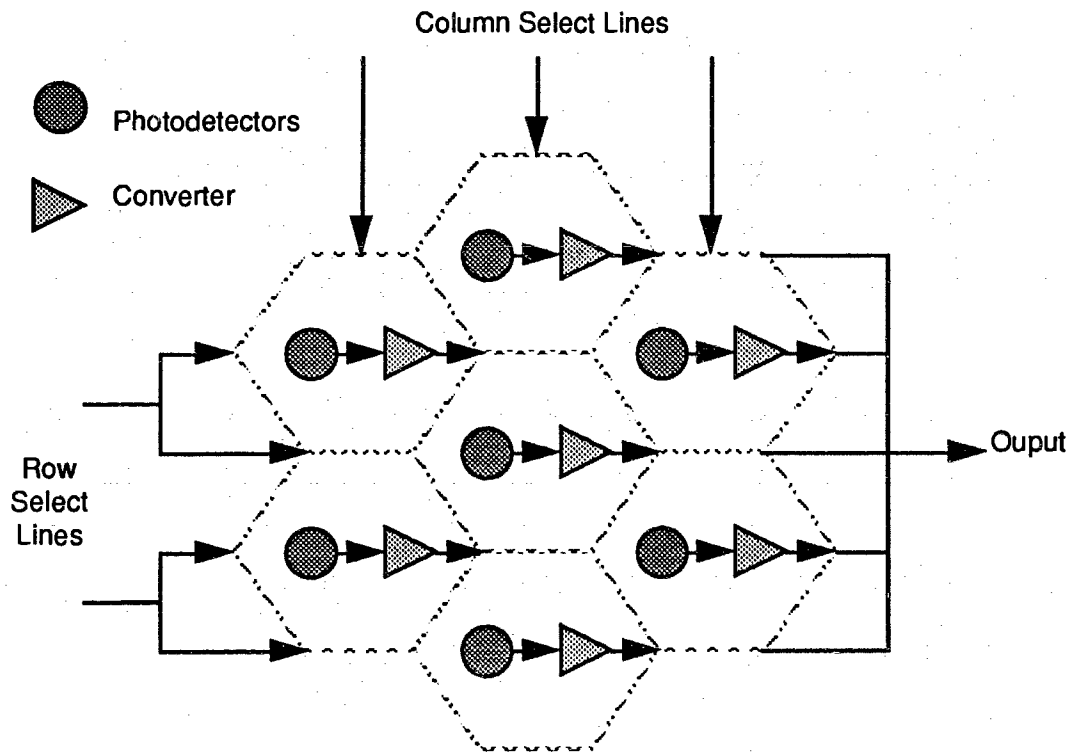 Column Select Lines
Photodetectors
Converter
Ouput
Row
Select
Lines